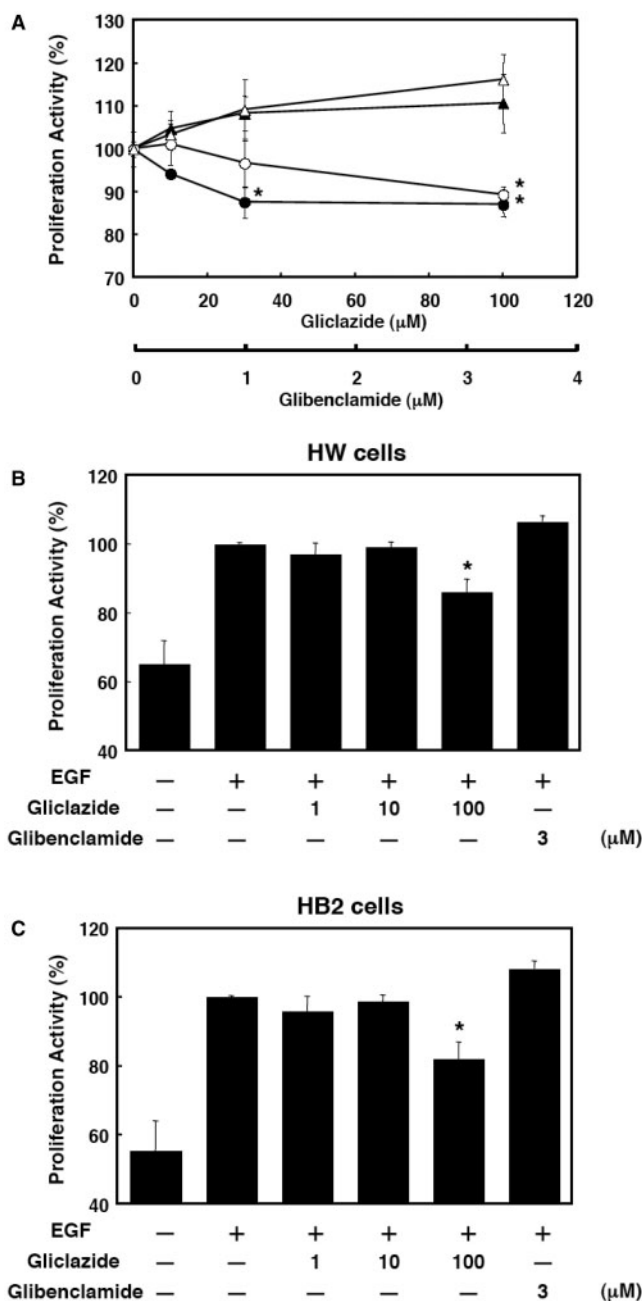 A
Proliferation Activity (%)
130
120
110
100
90
80
70
*
*
*
0 20 40 60 80 100 120
Gliclazide (μM)
0 1 2 3 4
Glibenclamide (μM)
HW cells
B
Proliferation Activity (%)
120
100
80
60
40
*
EGF — + + + + +
Gliclazide — — 1 10 100 —
Glibenclamide — — — — — 3 (μM)
HB2 cells
C
Proliferation Activity (%)
120
100
80
60
40
*
EGF — + + + + +
Gliclazide — — 1 10 100 —
Glibenclamide — — — — — 3 (μM)